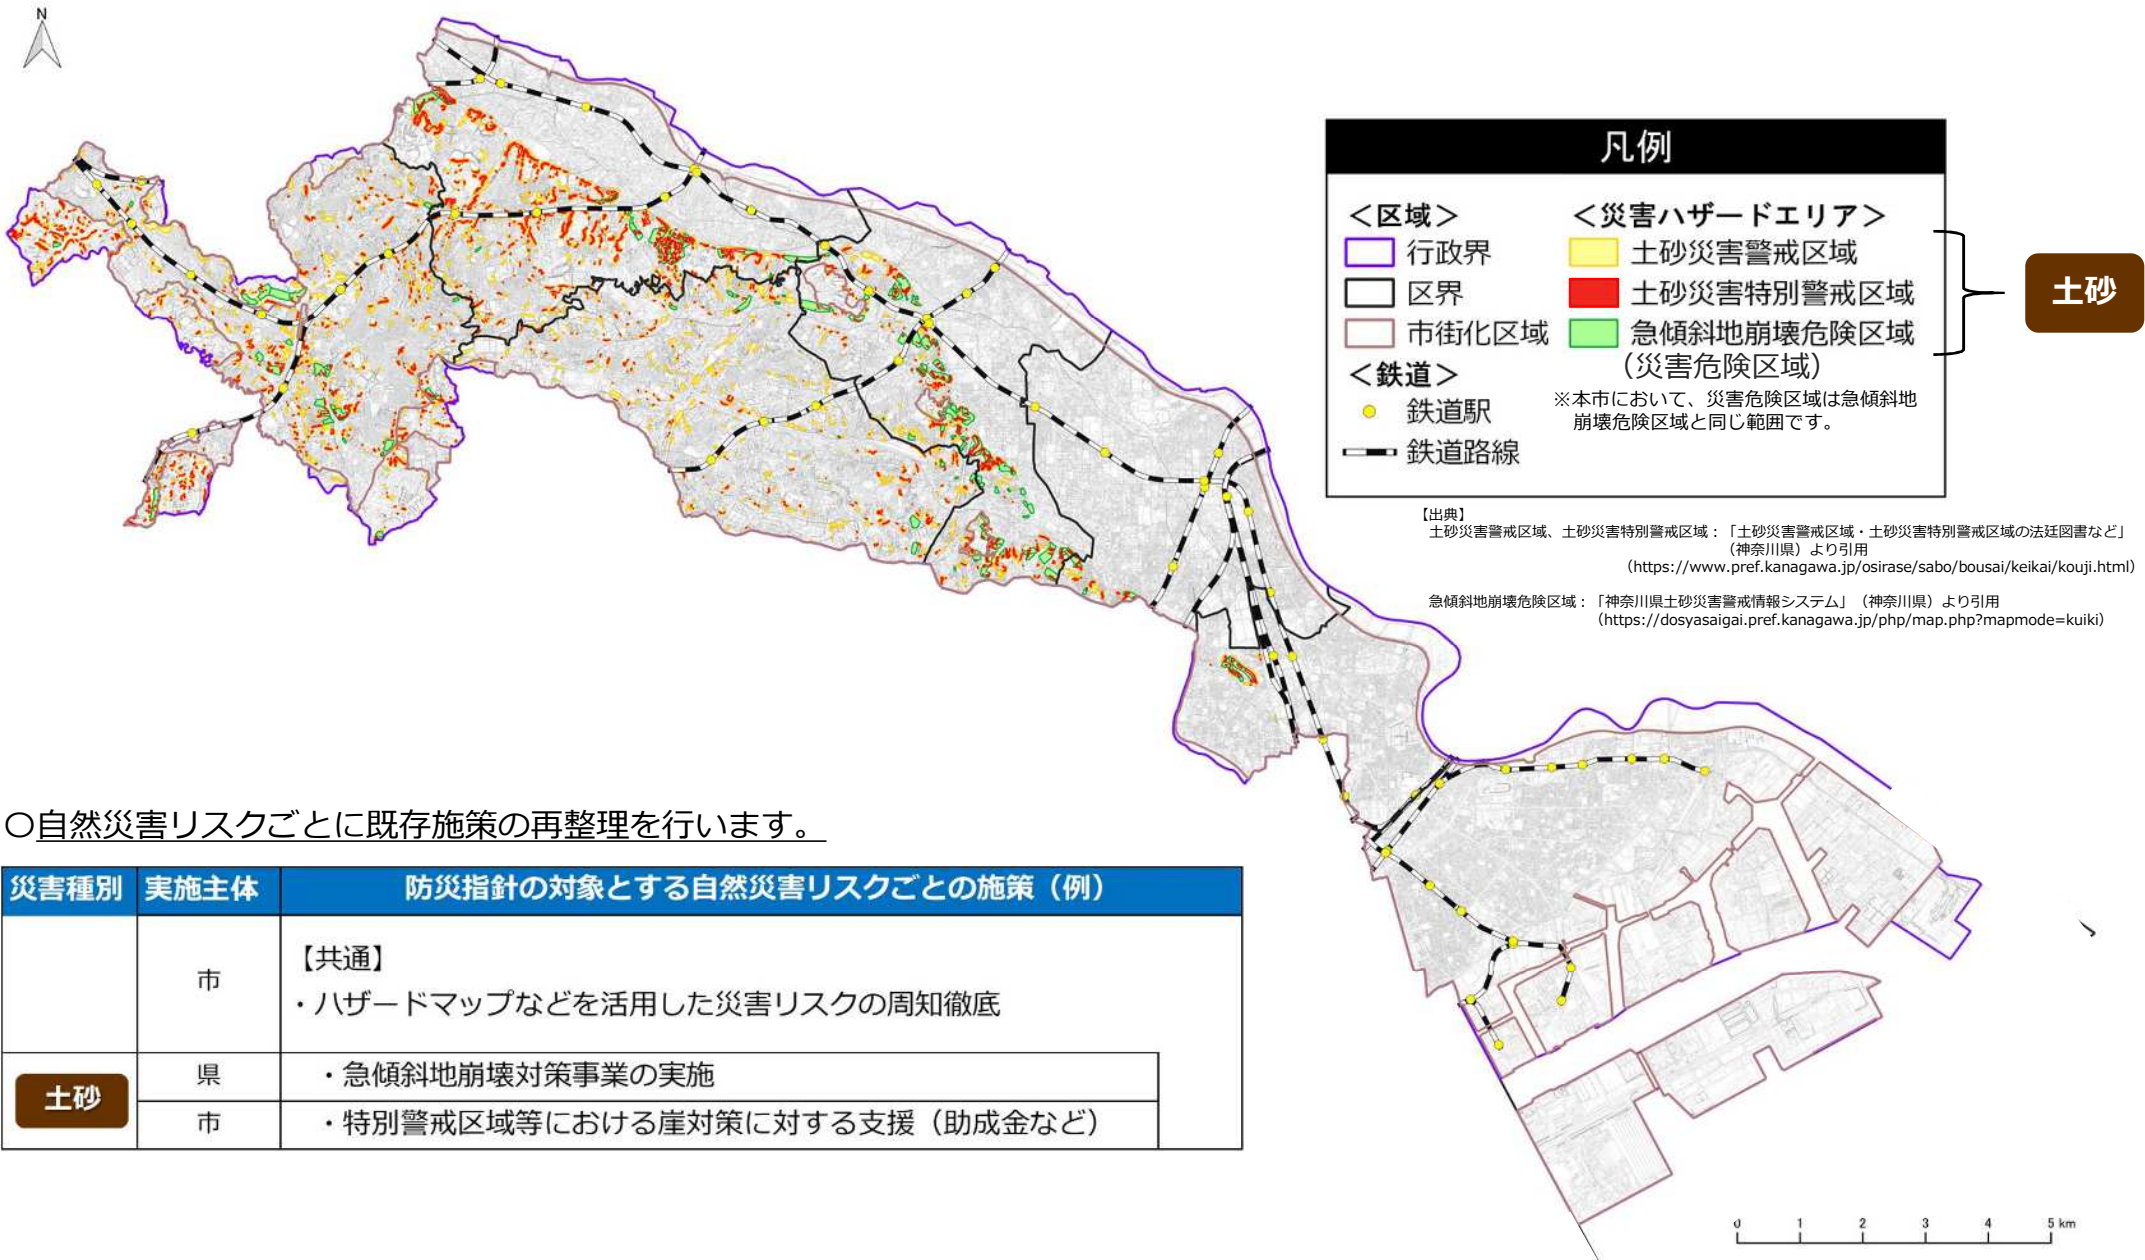 N
凡例
＜区域＞
行政界
区界
市街化区域
＜鉄道＞
鉄道駅
鉄道路線
＜災害ハザードエリア＞
土砂災害警戒区域
土砂災害特別警戒区域
急傾斜地崩壊危険区域
（災害危険区域）
※本市において、災害危険区域は急傾斜地
崩壊危険区域と同じ範囲です。
土砂
【出典】
土砂災害警戒区域、土砂災害特別警戒区域：「土砂災害警戒区域・土砂災害特別警戒区域の法廷図書など」
（神奈川県）より引用
（https://www.pref.kanagawa.jp/osirase/sabo/bousai/keikai/kouji.html）
急傾斜地崩壊危険区域：「神奈川県土砂災害警戒情報システム」（神奈川県）より引用
（https://dosyasaigai.pref.kanagawa.jp/php/map.php?mapmode=kuiki）
〇自然災害リスクごとに既存施策の再整理を行います。
災害種別 実施主体 防災指針の対象とする自然災害リスクごとの施策（例）
【共通】
市
・ハザードマップなどを活用した災害リスクの周知徹底
土砂
県 ・急傾斜地崩壊対策事業の実施
市 ・特別警戒区域等における崖対策に対する支援（助成金など）
0 1 2 3 4 5 km